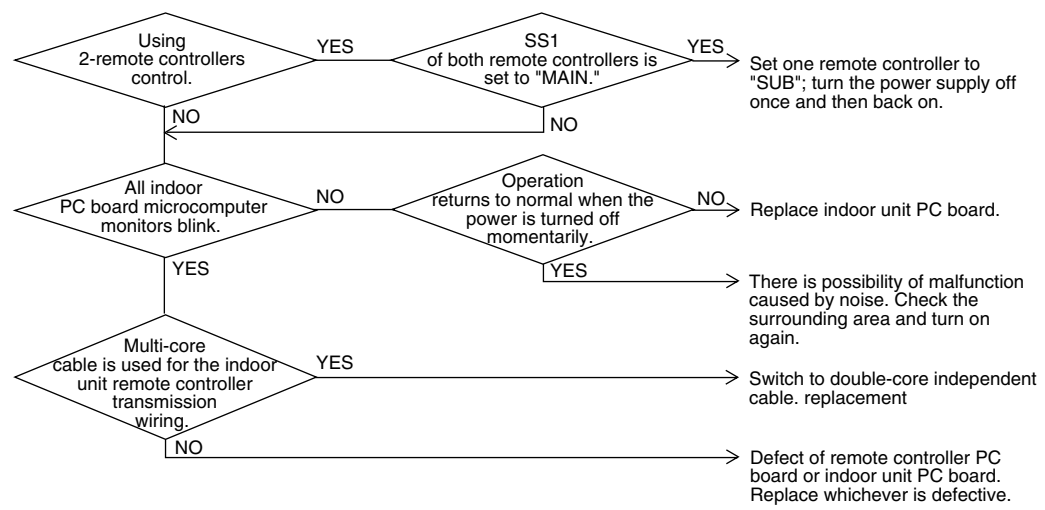 Using
2-remote controllers
control.
YES
SS1
of both remote controllers is
set to "MAIN."
YES
Set one remote controller to
"SUB"; turn the power supply off
once and then back on.
NO
NO
All indoor
PC board microcomputer
monitors blink.
NO
Operation
returns to normal when the
power is turned off
momentarily.
NO
Replace indoor unit PC board.
YES
YES
There is possibility of malfunction
caused by noise. Check the
surrounding area and turn on
again.
Multi-core
cable is used for the indoor
unit remote controller
transmission
wiring.
YES
Switch to double-core independent
cable. replacement
NO
Defect of remote controller PC
board or indoor unit PC board.
Replace whichever is defective.